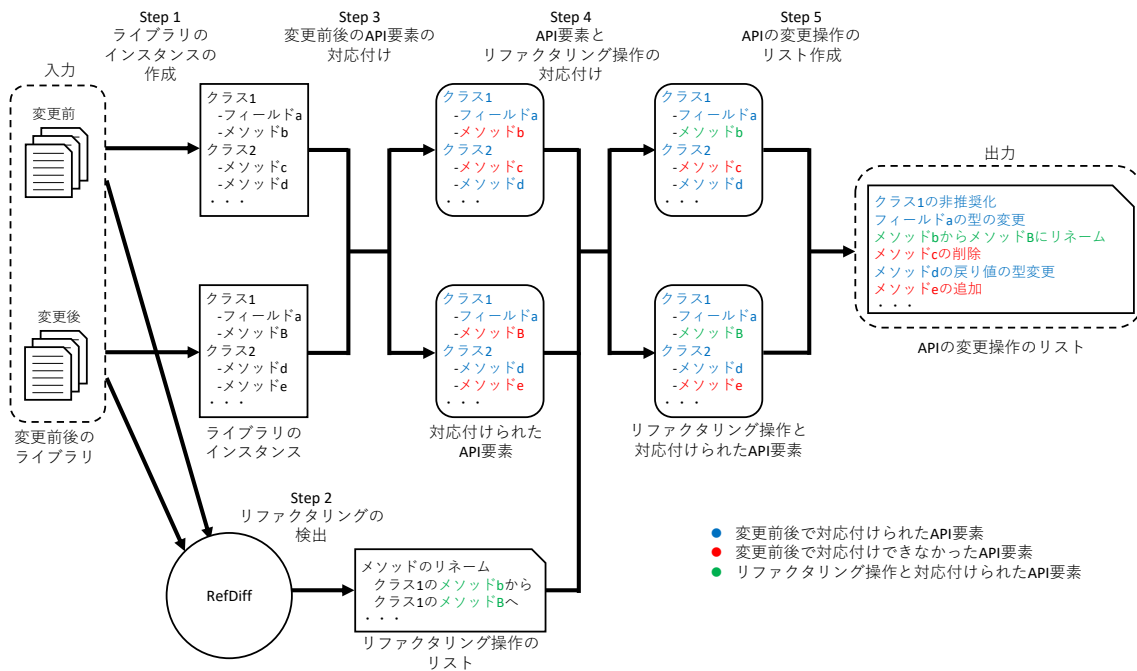 Step 1
ライブラリの
インスタンスの
作成
Step 3
変更前後のAPI要素の
対応付け
Step 4
API要素と
リファクタリング操作の
対応付け
Step 5
APIの変更操作の
リスト作成
入力
変更前
変更後
変更前後の
ライブラリ
クラス1
-フィールドa
-メソッドb
クラス2
-メソッドc
-メソッドd
・・・
クラス1
-フィールドa
-メソッドB
クラス2
-メソッドd
-メソッドe
・・・
ライブラリの
インスタンス
クラス1
-フィールドa
-メソッドb
クラス2
-メソッドc
-メソッドd
・・・
クラス1
-フィールドa
-メソッドB
クラス2
-メソッドd
-メソッドe
・・・
対応付けられた
API要素
クラス1
-フィールドa
-メソッドb
クラス2
-メソッドc
-メソッドd
・・・
クラス1
-フィールドa
-メソッドB
クラス2
-メソッドd
-メソッドe
・・・
リファクタリング操作と
対応付けられたAPI要素
出力
クラス1の非推奨化
フィールドaの型の変更
メソッドbからメソッドBにリネーム
メソッドcの削除
メソッドdの戻り値の型変更
メソッドeの追加
・・・
APIの変更操作のリスト
Step 2
リファクタリングの
検出
RefDiff
メソッドのリネーム
クラス1のメソッドbから
クラス1のメソッドBへ
・・・
リファクタリング操作の
リスト
変更前後で対応付けられたAPI要素
変更前後で対応付けできなかったAPI要素
リファクタリング操作と対応付けられたAPI要素